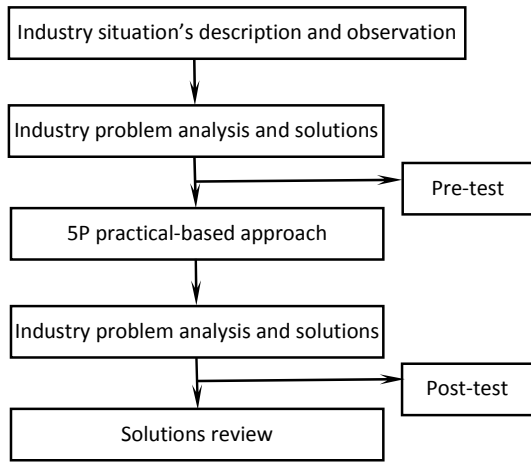 Industry situation's description and observation
Industry problem analysis and solutions
Pre-test
5P practical-based approach
Industry problem analysis and solutions
Post-test
Solutions review